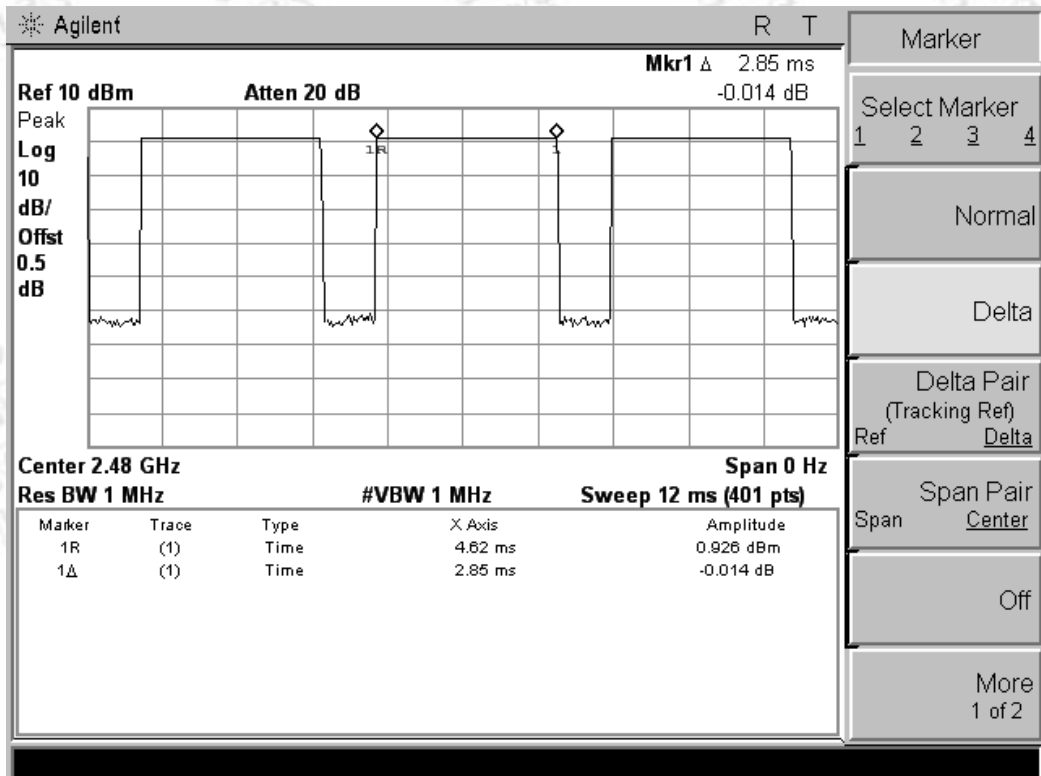 Agilent R T
Mkr1 Δ 2.85 ms
Ref 10 dBm Atten 20 dB -0.014 dB
Peak
Log
10
dB/
Offst
0.5
dB
1R 1
Center 2.48 GHz Span 0 Hz
Res BW 1 MHz #VBW 1 MHz Sweep 12 ms (401 pts)
Marker Trace Type X Axis Amplitude
1R (1) Time 4.62 ms 0.926 dBm
1Δ (1) Time 2.85 ms -0.014 dB
Marker
Select Marker
1 2 3 4
Normal
Delta
Delta Pair
(Tracking Ref)
Ref Delta
Span Pair
Span Center
Off
More
1 of 2